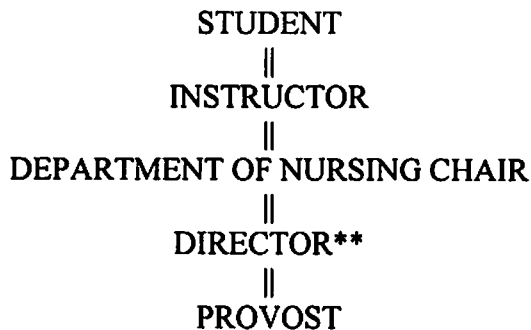 STUDENT
||
INSTRUCTOR
||
DEPARTMENT OF NURSING CHAIR
||
DIRECTOR**
||
PROVOST